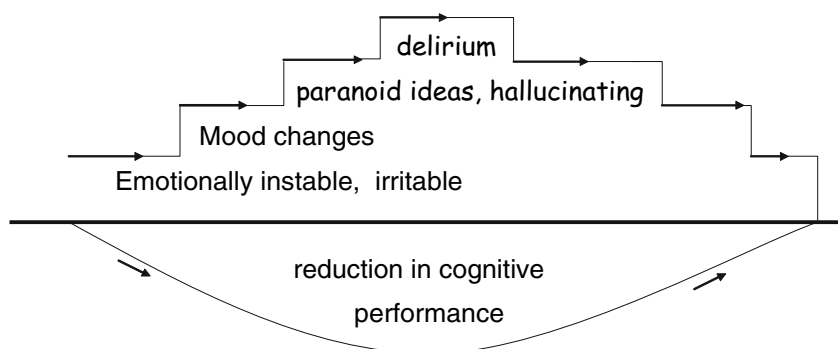 delirium
paranoid ideas, hallucinating
Mood changes
Emotionally instable, irritable
reduction in cognitive
performance